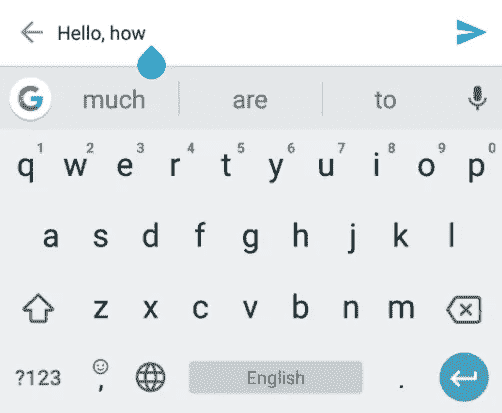 Hello, how
G much are to
1 2 3 4 5 6 7 8 9 0
q w e r t y u i o p
a s d f g h j k l
z x c v b n m
?123 , English .